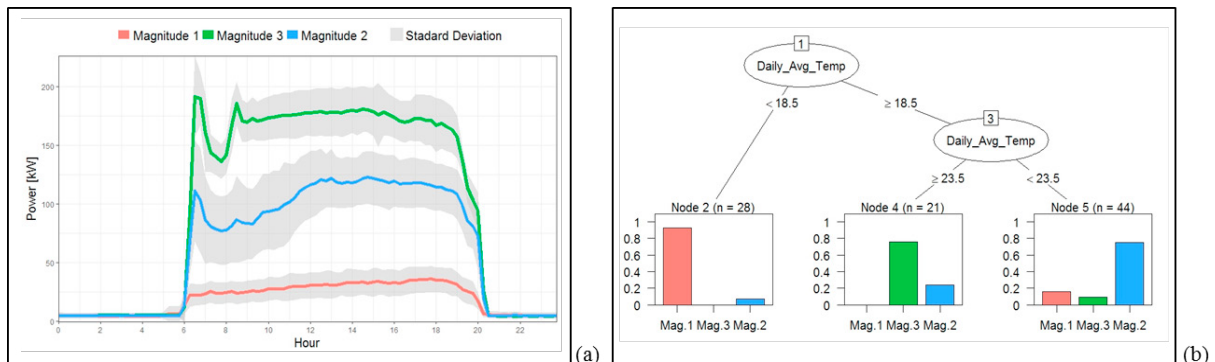 Magnitude 1 Magnitude 3 Magnitude 2 Stadard Deviation
Power [kW]
200
150
100
50
0
0 2 4 6 8 10 12 14 16 18 20 22
Hour
(a)
1
Daily_Avg_Temp
< 18.5 ≥ 18.5
3
Daily_Avg_Temp
≥ 23.5 < 23.5
Node 2 (n = 28) Node 4 (n = 21) Node 5 (n = 44)
1 1 1
0.8 0.8 0.8
0.6 0.6 0.6
0.4 0.4 0.4
0.2 0.2 0.2
0 0 0
Mag.1 Mag.3 Mag.2 Mag.1 Mag.3 Mag.2 Mag.1 Mag.3 Mag.2
(b)